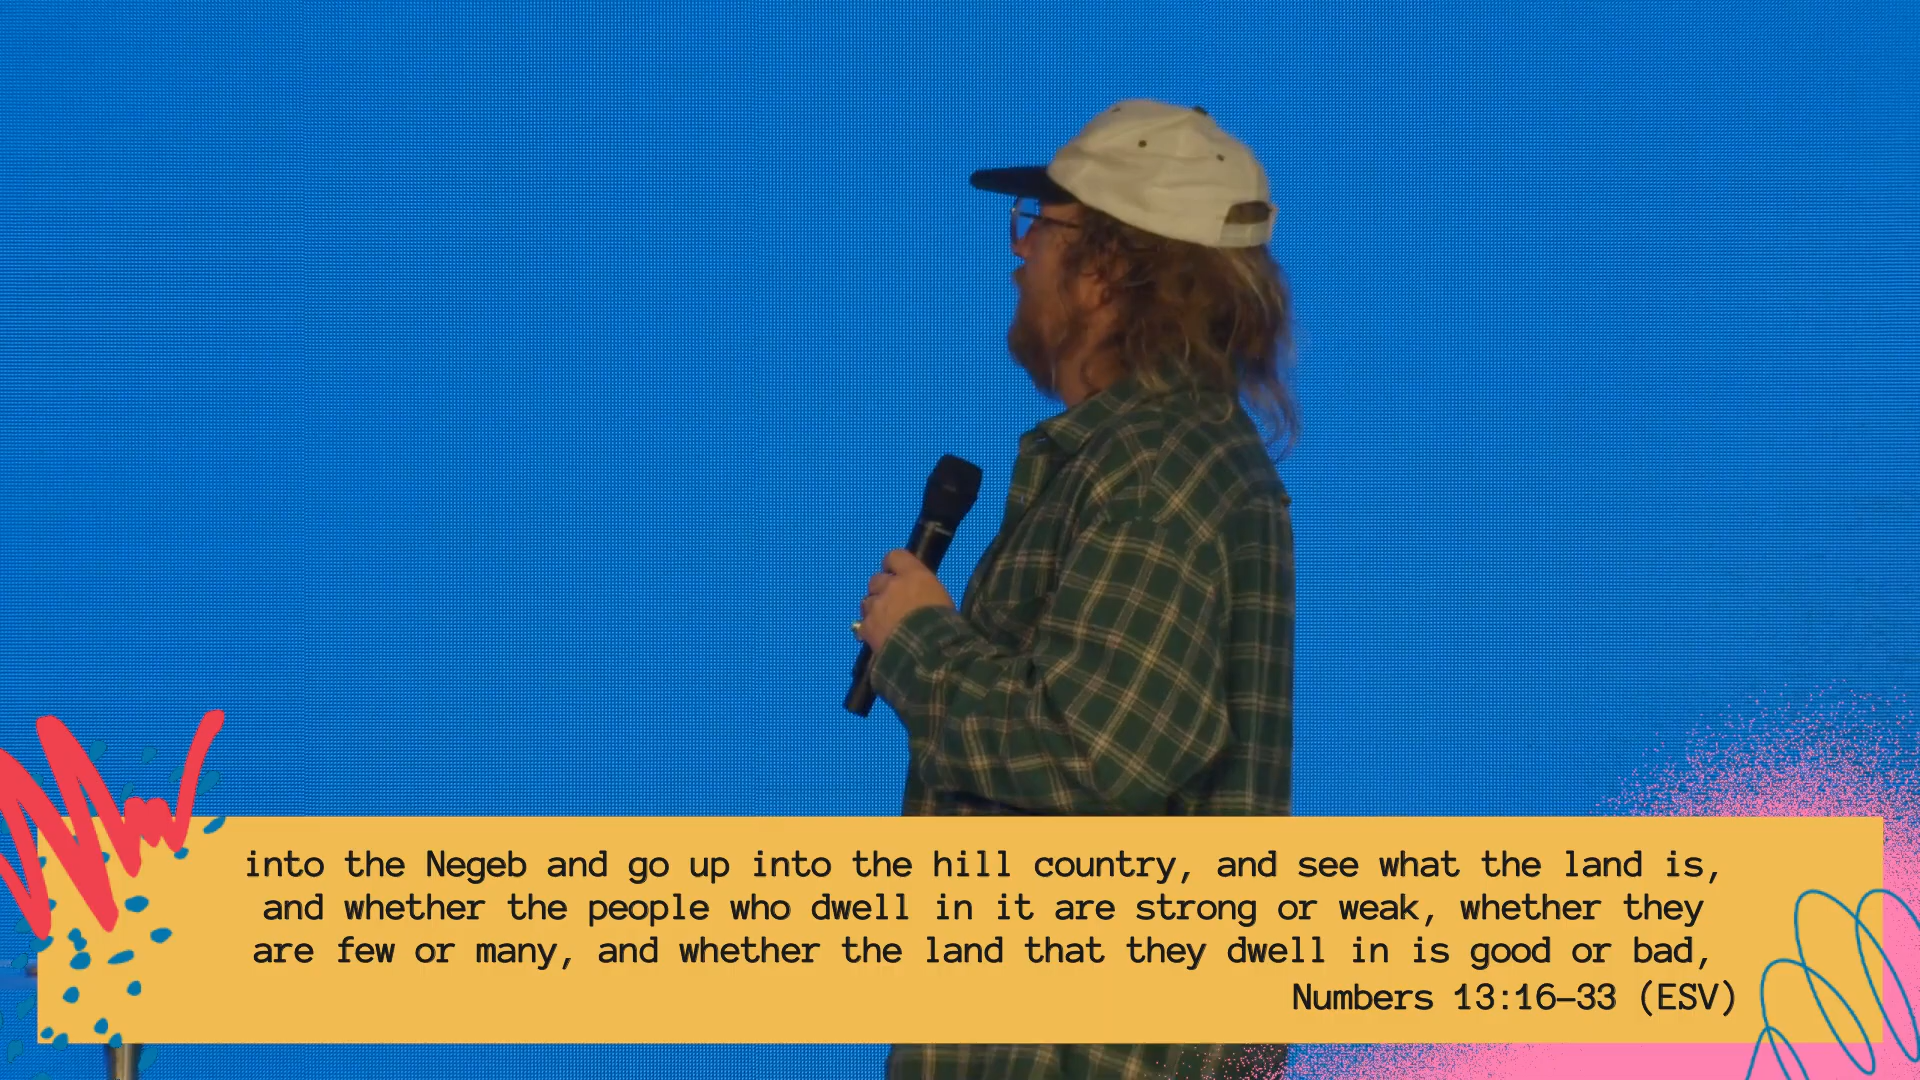 into the Negeb and go up into the hill country, and see what the land is,
and whether the people who dwell in it are strong or weak, whether they
are few or many, and whether the land that they dwell in is good or bad,
Numbers 13:16–33 (ESV)